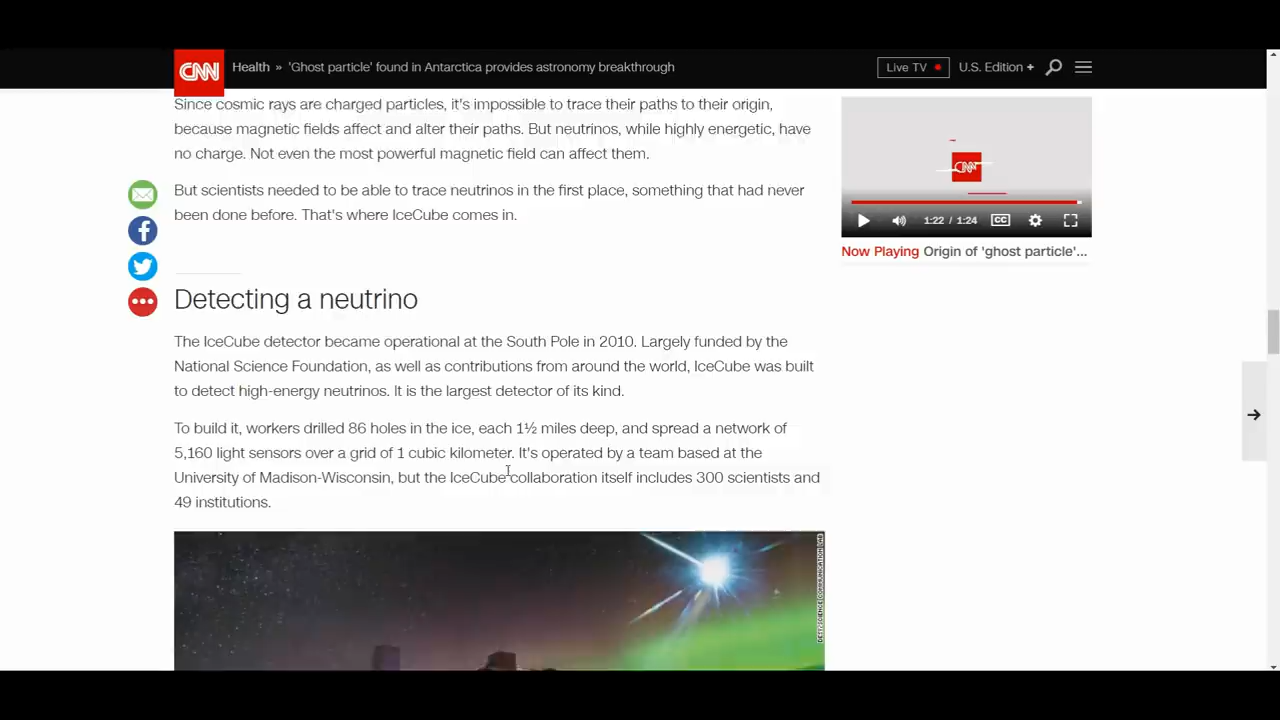 CNN
Health » 'Ghost particle' found in Antarctica provides astronomy breakthrough
Live TV
U.S. Edition +
Since cosmic rays are charged particles, it's impossible to trace their paths to their origin,
because magnetic fields affect and alter their paths. But neutrinos, while highly energetic, have
no charge. Not even the most powerful magnetic field can affect them.
But scientists needed to be able to trace neutrinos in the first place, something that had never
been done before. That's where IceCube comes in.
CNN
1:22 / 1:24
CC
Now Playing Origin of 'ghost particle'...
Detecting a neutrino
The IceCube detector became operational at the South Pole in 2010. Largely funded by the
National Science Foundation, as well as contributions from around the world, IceCube was built
to detect high-energy neutrinos. It is the largest detector of its kind.
To build it, workers drilled 86 holes in the ice, each 1½ miles deep, and spread a network of
5,160 light sensors over a grid of 1 cubic kilometer. It's operated by a team based at the
University of Madison-Wisconsin, but the IceCube collaboration itself includes 300 scientists and
49 institutions.